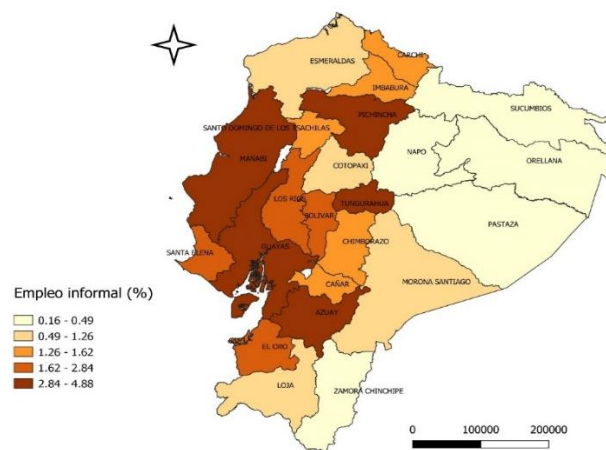 CARCHI
ESMERALDAS
IMBABURA
SUCUMBIOS
PICHINCHA
SANTO DOMINGO DE LOS TSACHILAS
NAPO
ORELLANA
MANABI
COTOPAXI
LOS RIOS
TUNGURAHUA
BOLIVAR
PASTAZA
SANTA ELENA
GUAYAS
CHIMBORAZO
CAÑAR
MORONA SANTIAGO
AZUAY
EL ORO
LOJA
ZAMORA CHINCHIPE
Empleo informal (%)
0.16 - 0.49
0.49 - 1.26
1.26 - 1.62
1.62 - 2.84
2.84 - 4.88
0 100000 200000